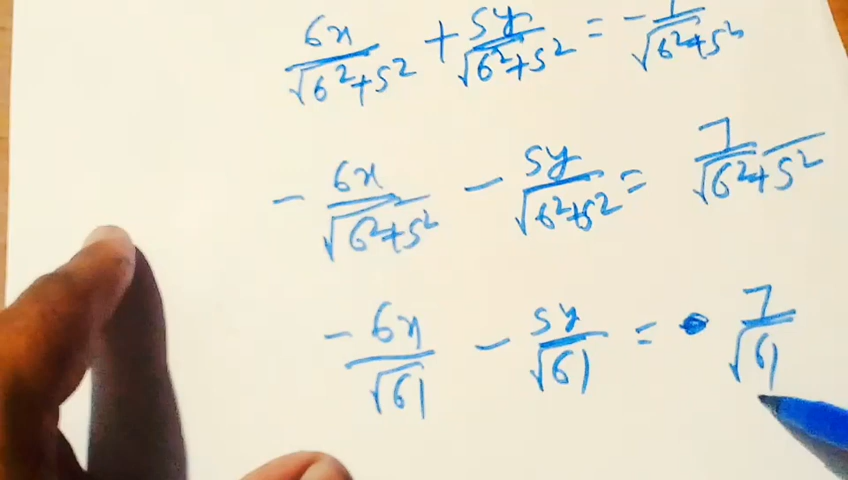 6x/√6²+5² + 5y/√6²+5² = -7/√6²+5²
- 6x/√6²+5² - 5y/√6²+5² = 7/√6²+5²
- 6x/√61 - 5y/√61 = 7/√61